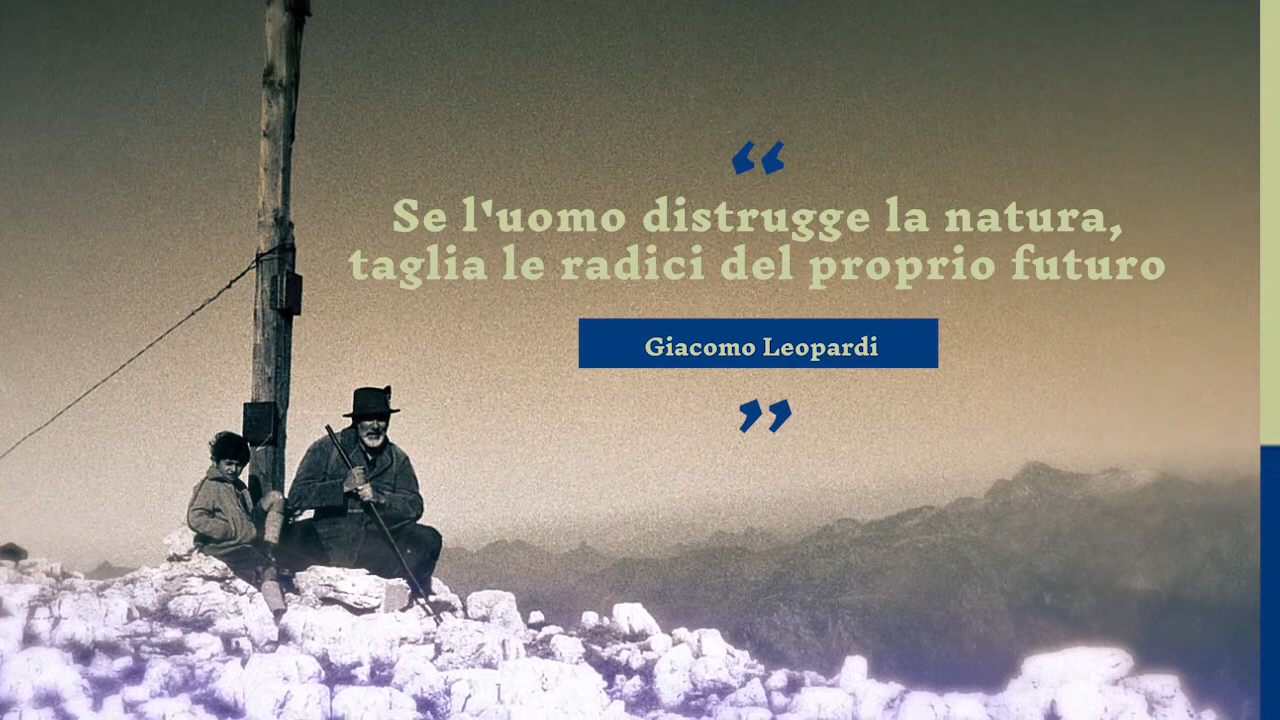 “
Se l'uomo distrugge la natura,
taglia le radici del proprio futuro
Giacomo Leopardi
”